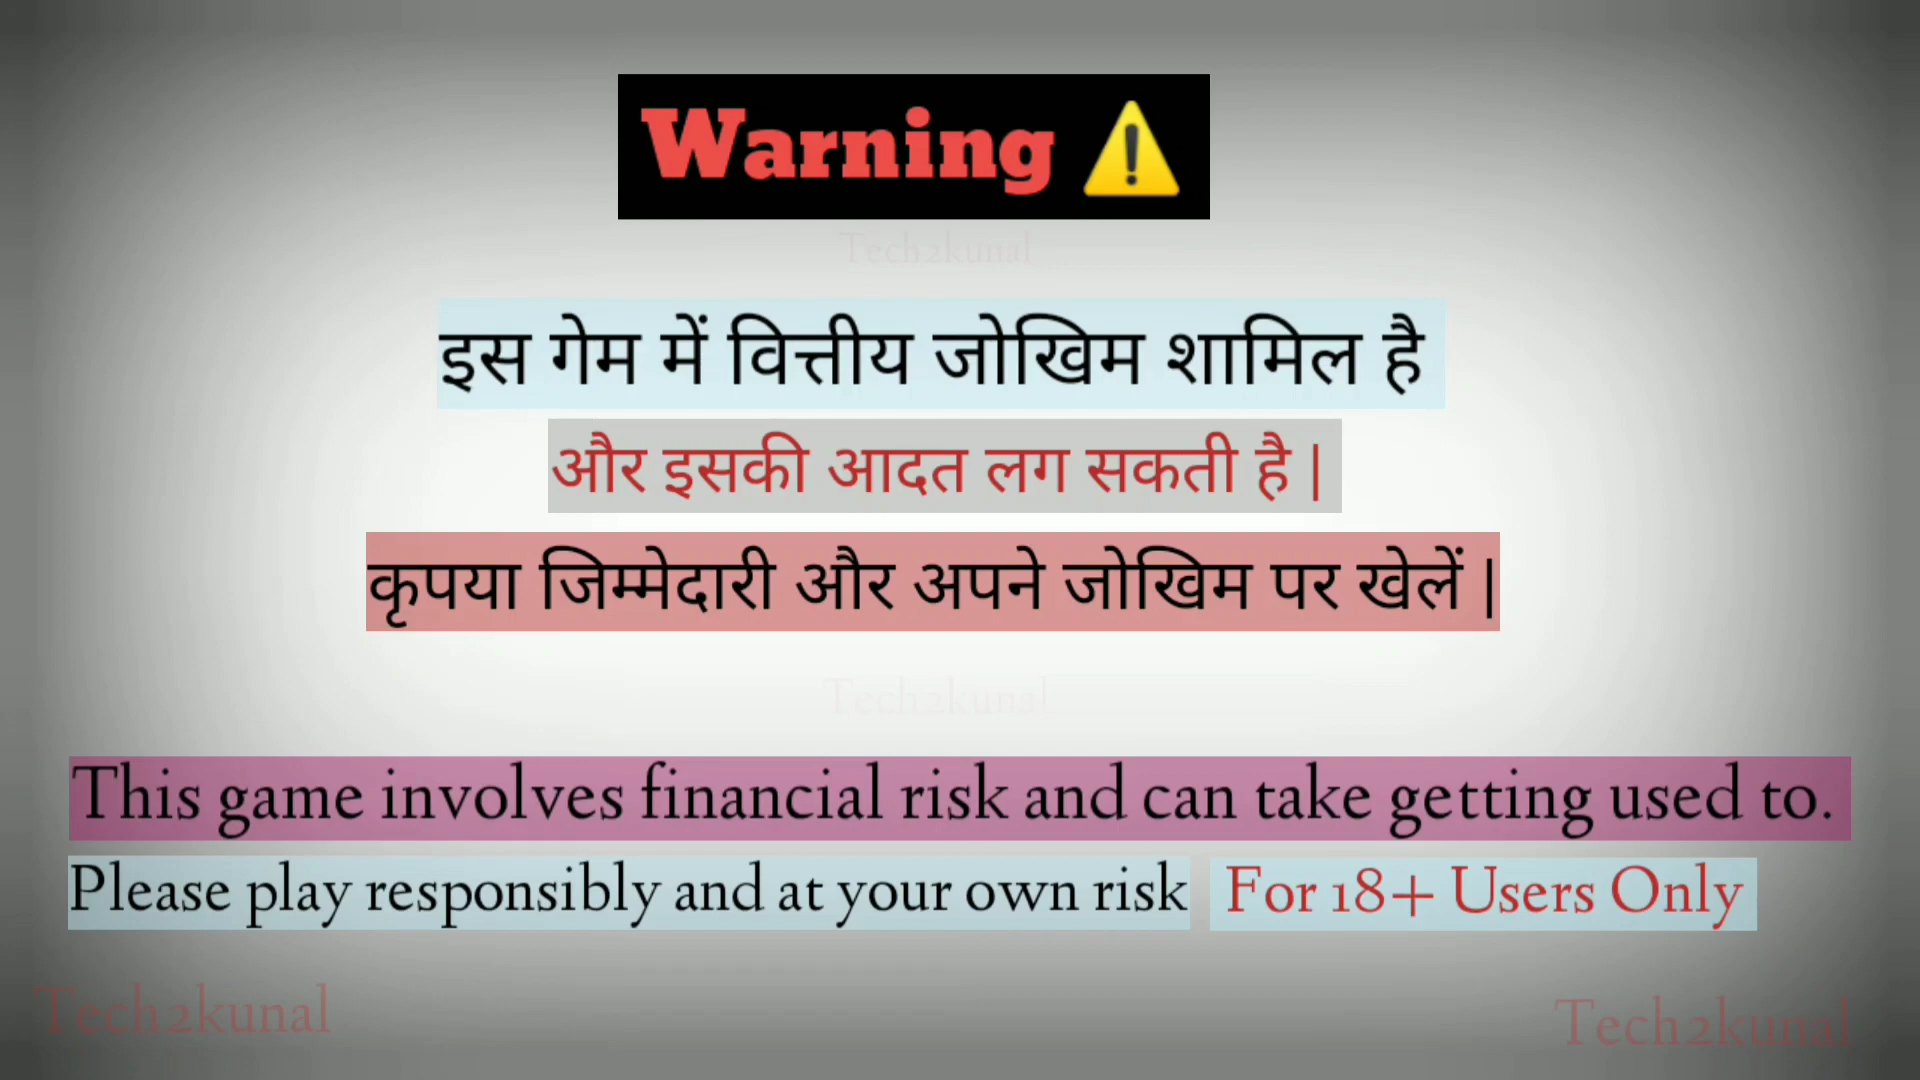 Warning ⚠️
Tech2kunal
इस गेम में वित्तीय जोखिम शामिल है
और इसकी आदत लग सकती है |
कृपया जिम्मेदारी और अपने जोखिम पर खेलें |
Tech2kunal
This game involves financial risk and can take getting used to.
Please play responsibly and at your own risk For 18+ Users Only
Tech2kunal
Tech2kunal